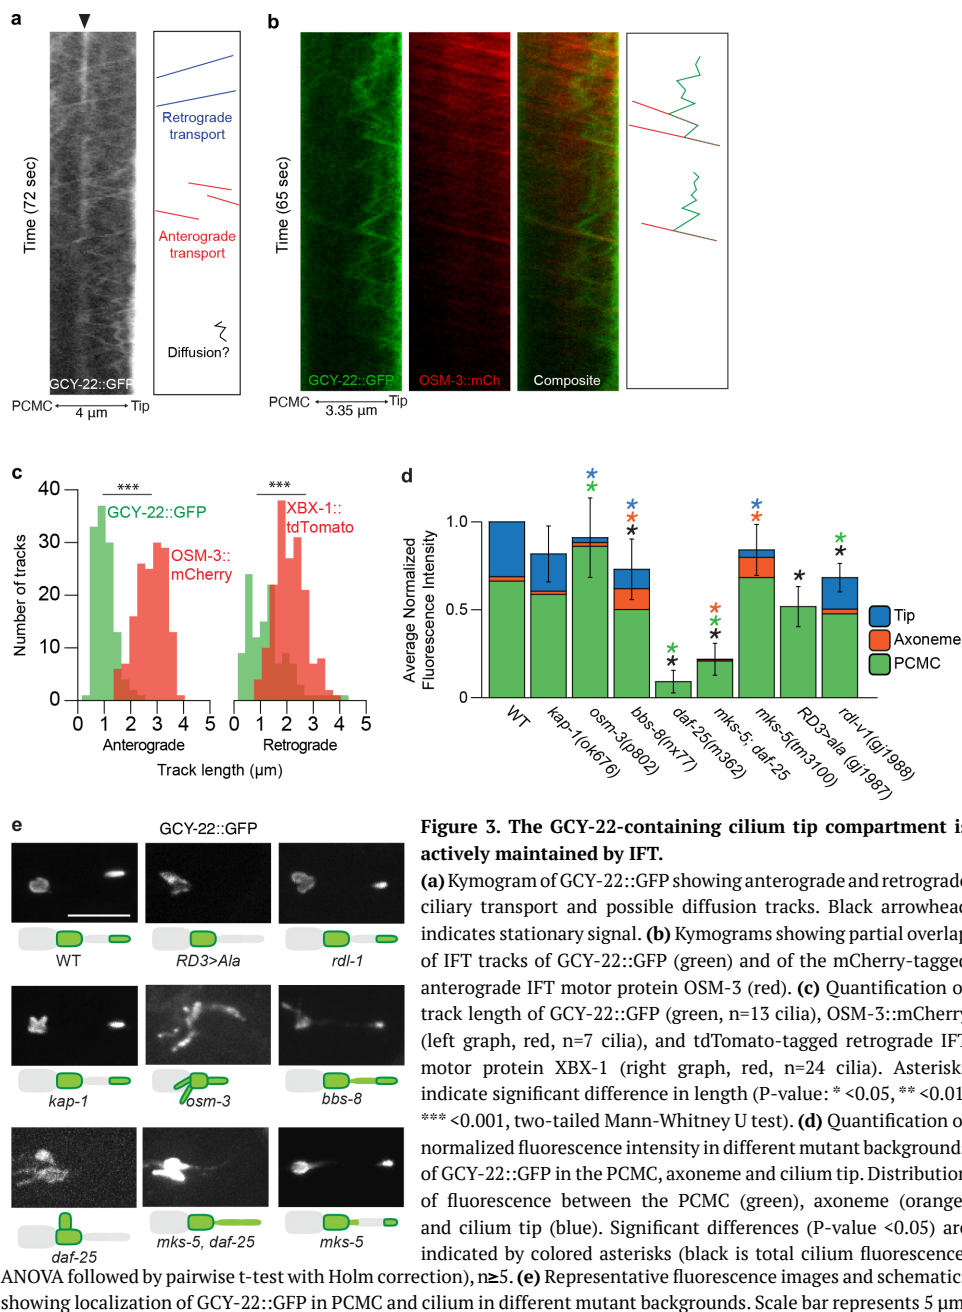 a
Time (72 sec)
GCY-22::GFP
PCMC
Tip
4 µm
Retrograde
transport
Anterograde
transport
Diffusion?
b
Time (65 sec)
GCY-22::GFP
OSM-3::mCh
Composite
PCMC
Tip
3.35 µm
c
Number of tracks
40
30
20
10
0
***
GCY-22::GFP
OSM-3::
mCherry
***
XBX-1::
tdTomato
0 1 2 3 4 5
0 1 2 3 4 5
Anterograde
Retrograde
Track length (µm)
d
Average Normalized
Fluorescence Intensity
1.0
0.5
0
* * * * * * * * * * * * * * * *
Tip
Axoneme
PCMC
WT
kap-1(ok676)
osm-3(p802)
bbs-8(nx77)
daf-25(m362)
mks-5; daf-25
mks-5(tm3100)
RD3>ala (gj1987)
rdl-v1(gj1988)
e
GCY-22::GFP
WT
RD3>Ala
rdl-1
kap-1
osm-3
bbs-8
daf-25
mks-5, daf-25
mks-5
Figure 3. The GCY-22-containing cilium tip compartment is
actively maintained by IFT.
(a) Kymogram of GCY-22::GFP showing anterograde and retrograde
ciliary transport and possible diffusion tracks. Black arrowhead
indicates stationary signal. (b) Kymograms showing partial overlap
of IFT tracks of GCY-22::GFP (green) and of the mCherry-tagged
anterograde IFT motor protein OSM-3 (red). (c) Quantification of
track length of GCY-22::GFP (green, n=13 cilia), OSM-3::mCherry
(left graph, red, n=7 cilia), and tdTomato-tagged retrograde IFT
motor protein XBX-1 (right graph, red, n=24 cilia). Asterisk
indicate significant difference in length (P-value: * <0.05, ** <0.01
*** <0.001, two-tailed Mann-Whitney U test). (d) Quantification of
normalized fluorescence intensity in different mutant background
of GCY-22::GFP in the PCMC, axoneme and cilium tip. Distribution
of fluorescence between the PCMC (green), axoneme (orange
and cilium tip (blue). Significant differences (P-value <0.05) are
indicated by colored asterisks (black is total cilium fluorescence
ANOVA followed by pairwise t-test with Holm correction), n≥5. (e) Representative fluorescence images and schematic
showing localization of GCY-22::GFP in PCMC and cilium in different mutant backgrounds. Scale bar represents 5 µm